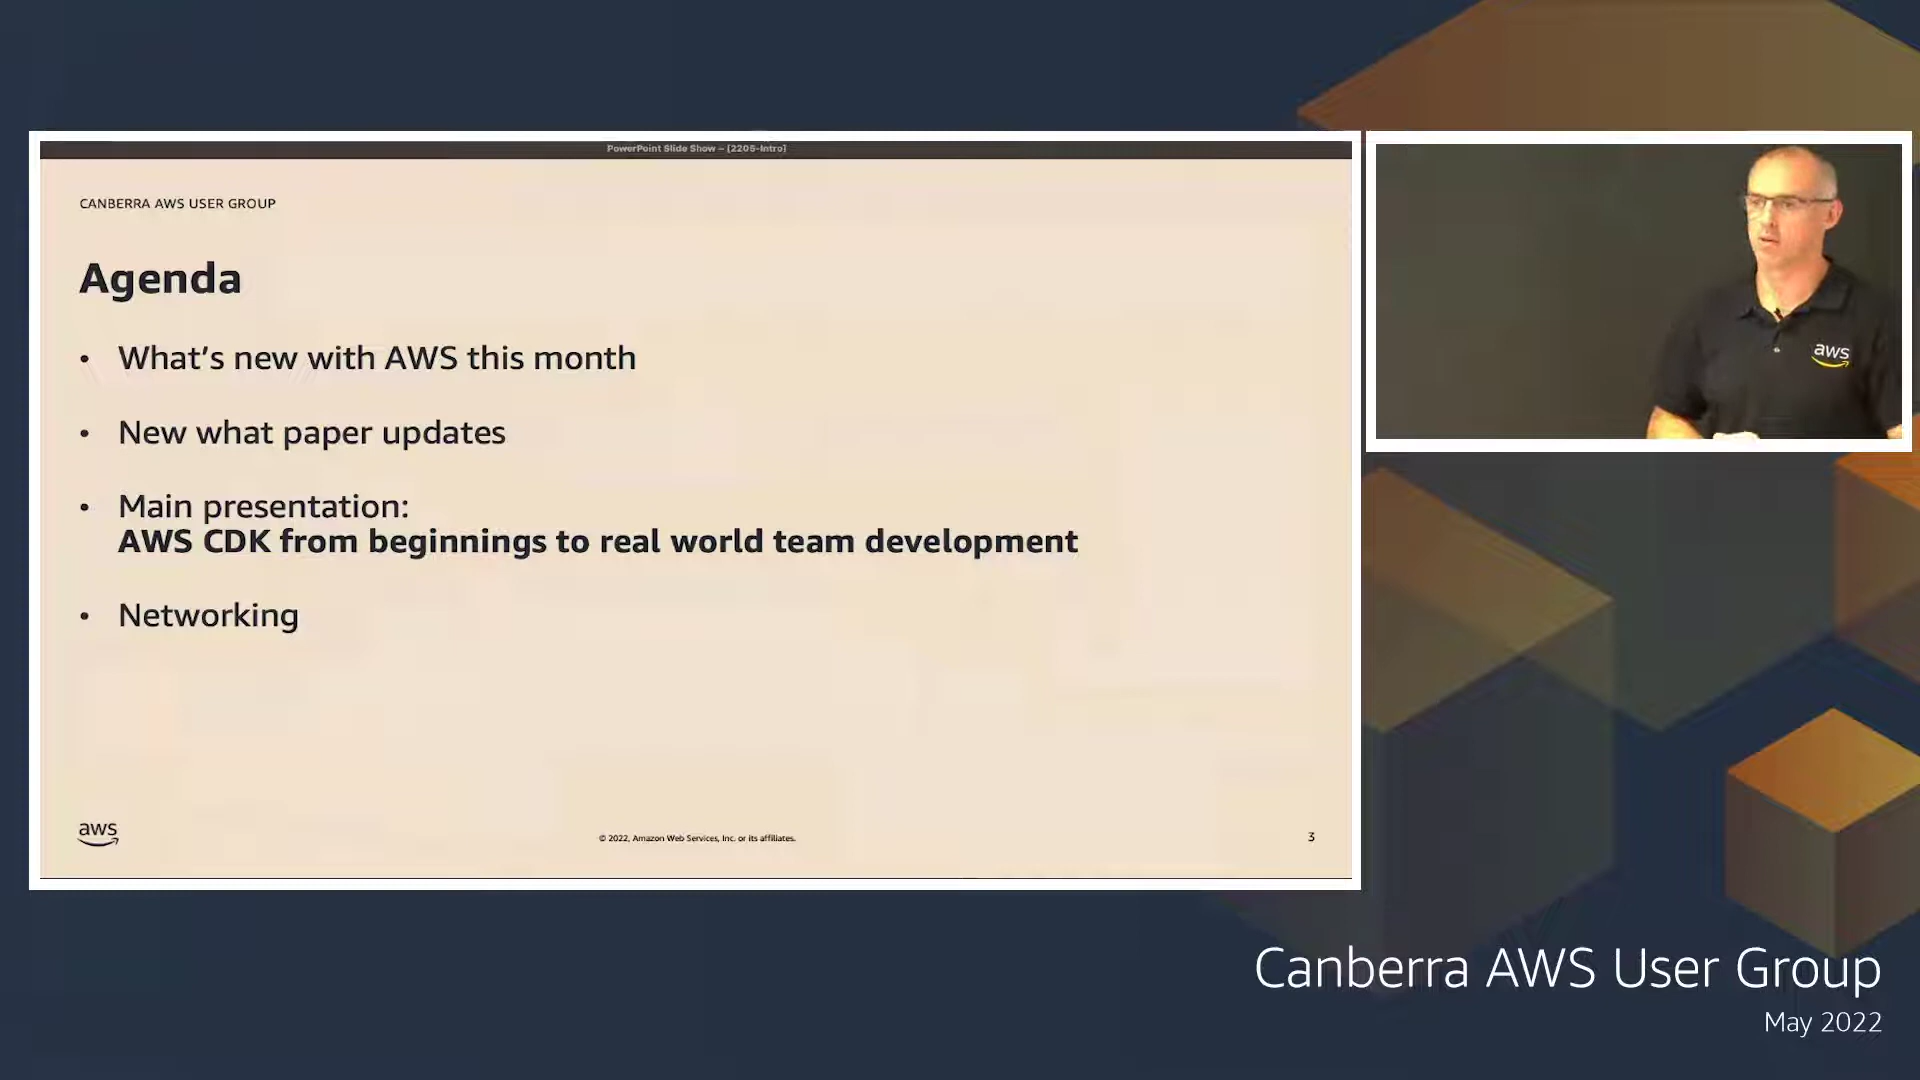 PowerPoint Slide Show – [2205-Intro]
CANBERRA AWS USER GROUP
Agenda
• What’s new with AWS this month
• New what paper updates
• Main presentation:
AWS CDK from beginnings to real world team development
• Networking
aws
© 2022, Amazon Web Services, Inc. or its affiliates.
3
aws
Canberra AWS User Group
May 2022